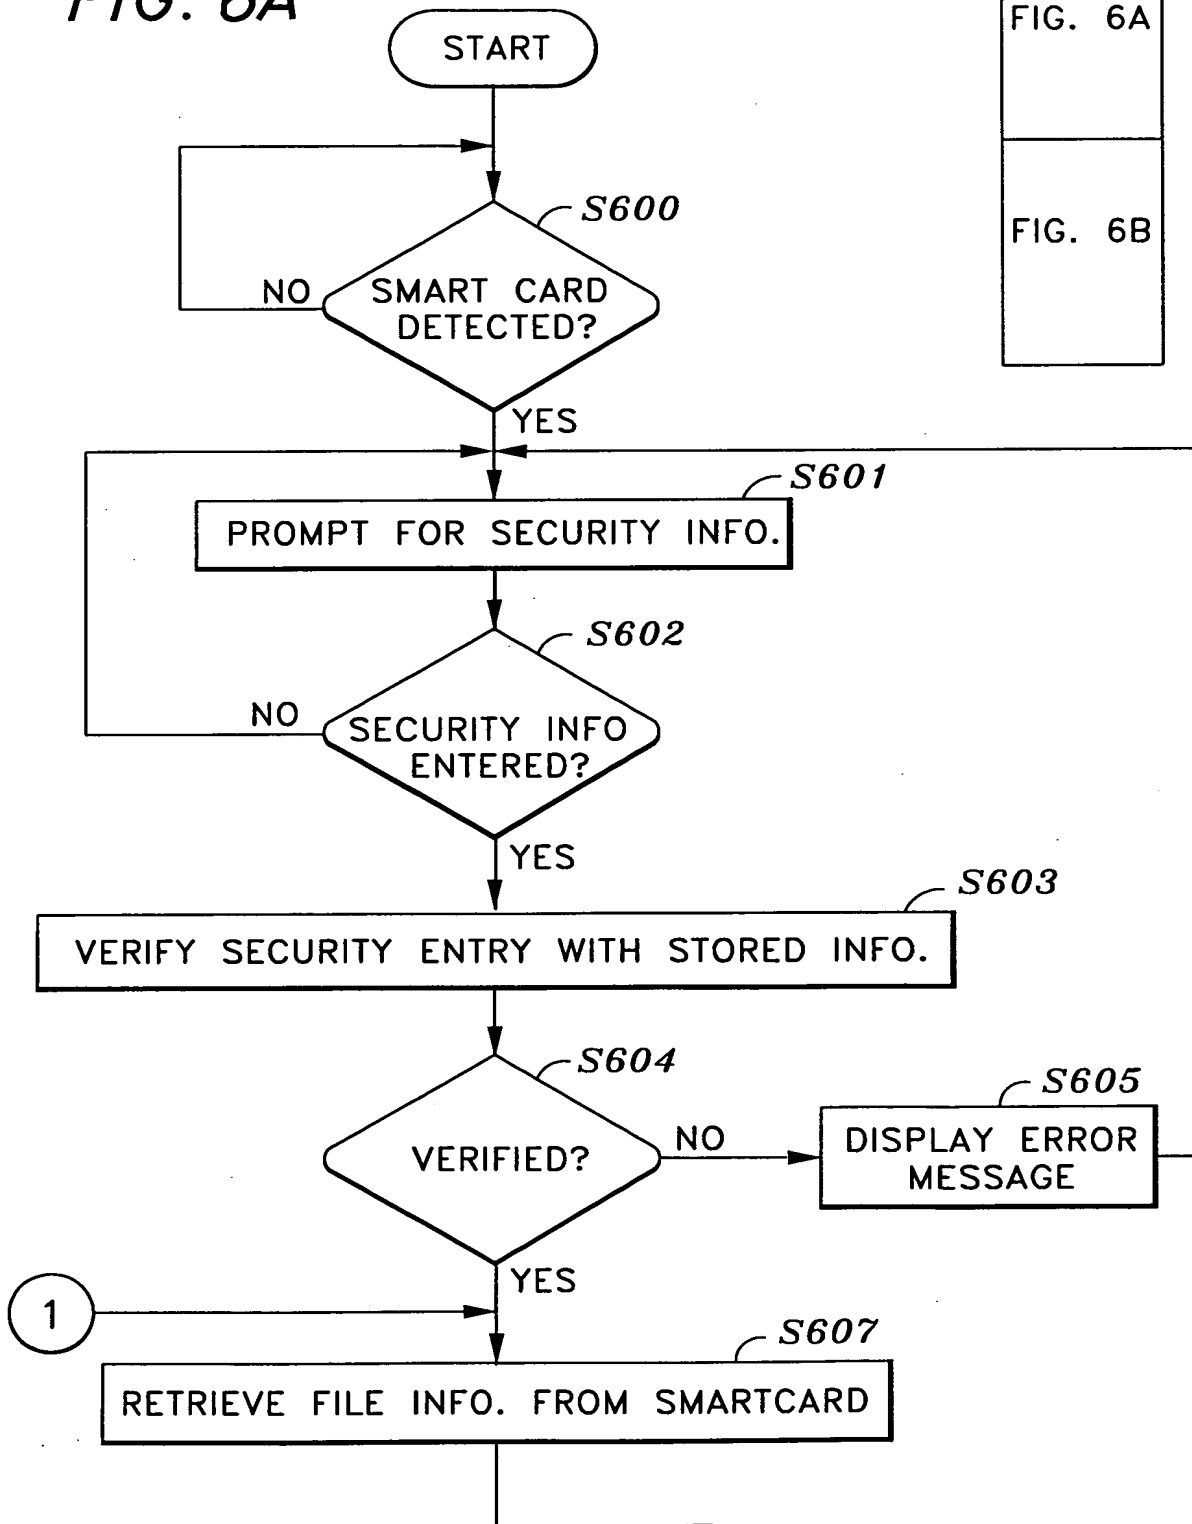 FIG. 6A
START
FIG. 6A
S600
FIG. 6B
NO
SMART CARD
DETECTED?
YES
S601
PROMPT FOR SECURITY INFO.
S602
NO
SECURITY INFO
ENTERED?
YES
S603
VERIFY SECURITY ENTRY WITH STORED INFO.
S604
VERIFIED?
NO
S605
DISPLAY ERROR
MESSAGE
YES
1
S607
RETRIEVE FILE INFO. FROM SMARTCARD